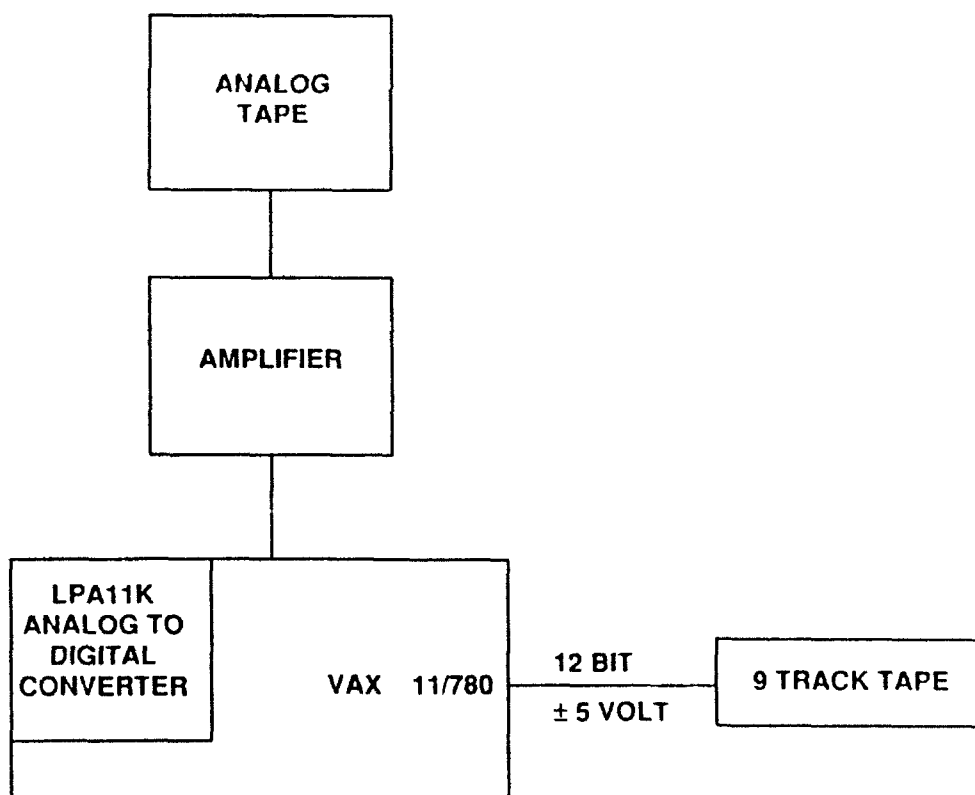 ANALOG
TAPE
AMPLIFIER
LPA11K
ANALOG TO
DIGITAL
CONVERTER
VAX 11/780
12 BIT
± 5 VOLT
9 TRACK TAPE